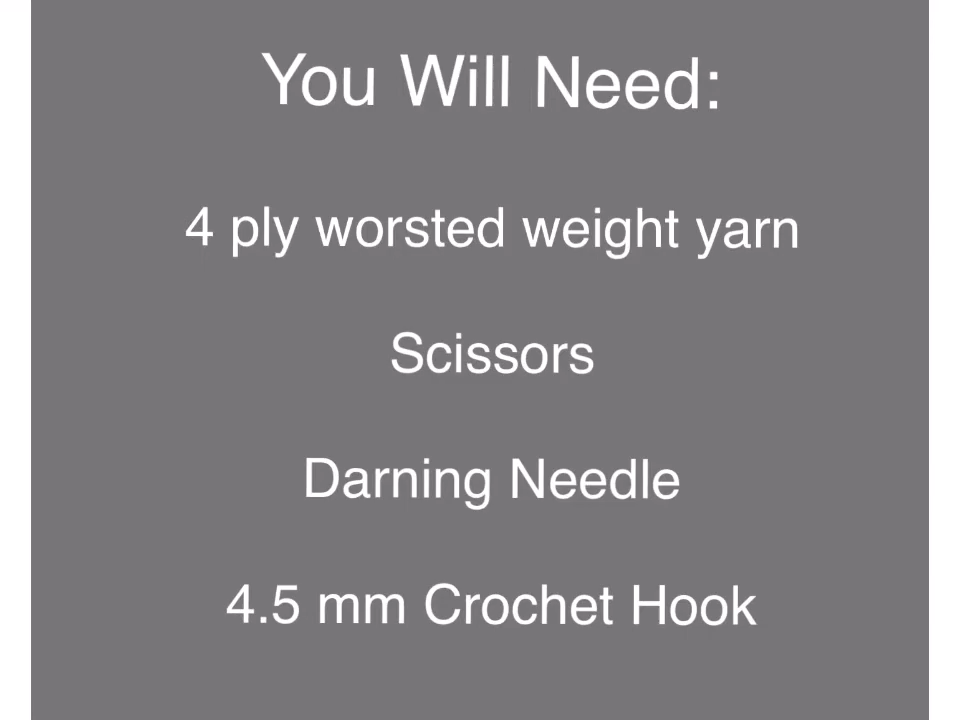 You Will Need:
4 ply worsted weight yarn
Scissors
Darning Needle
4.5 mm Crochet Hook